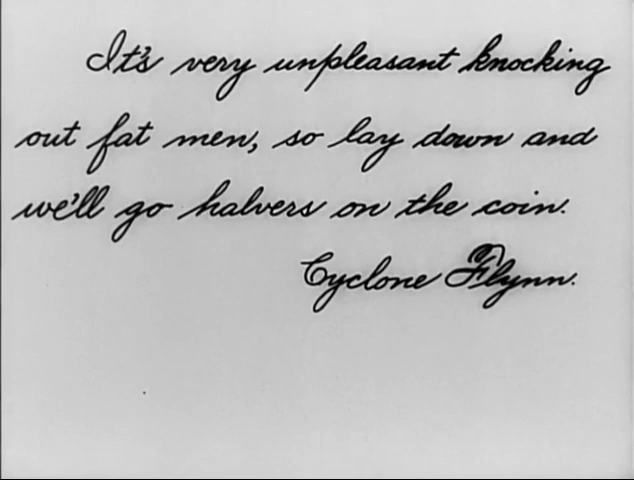 It's very unpleasant knocking
out fat men, so lay down and
we'll go halvers on the coin.
Cyclone Flynn.